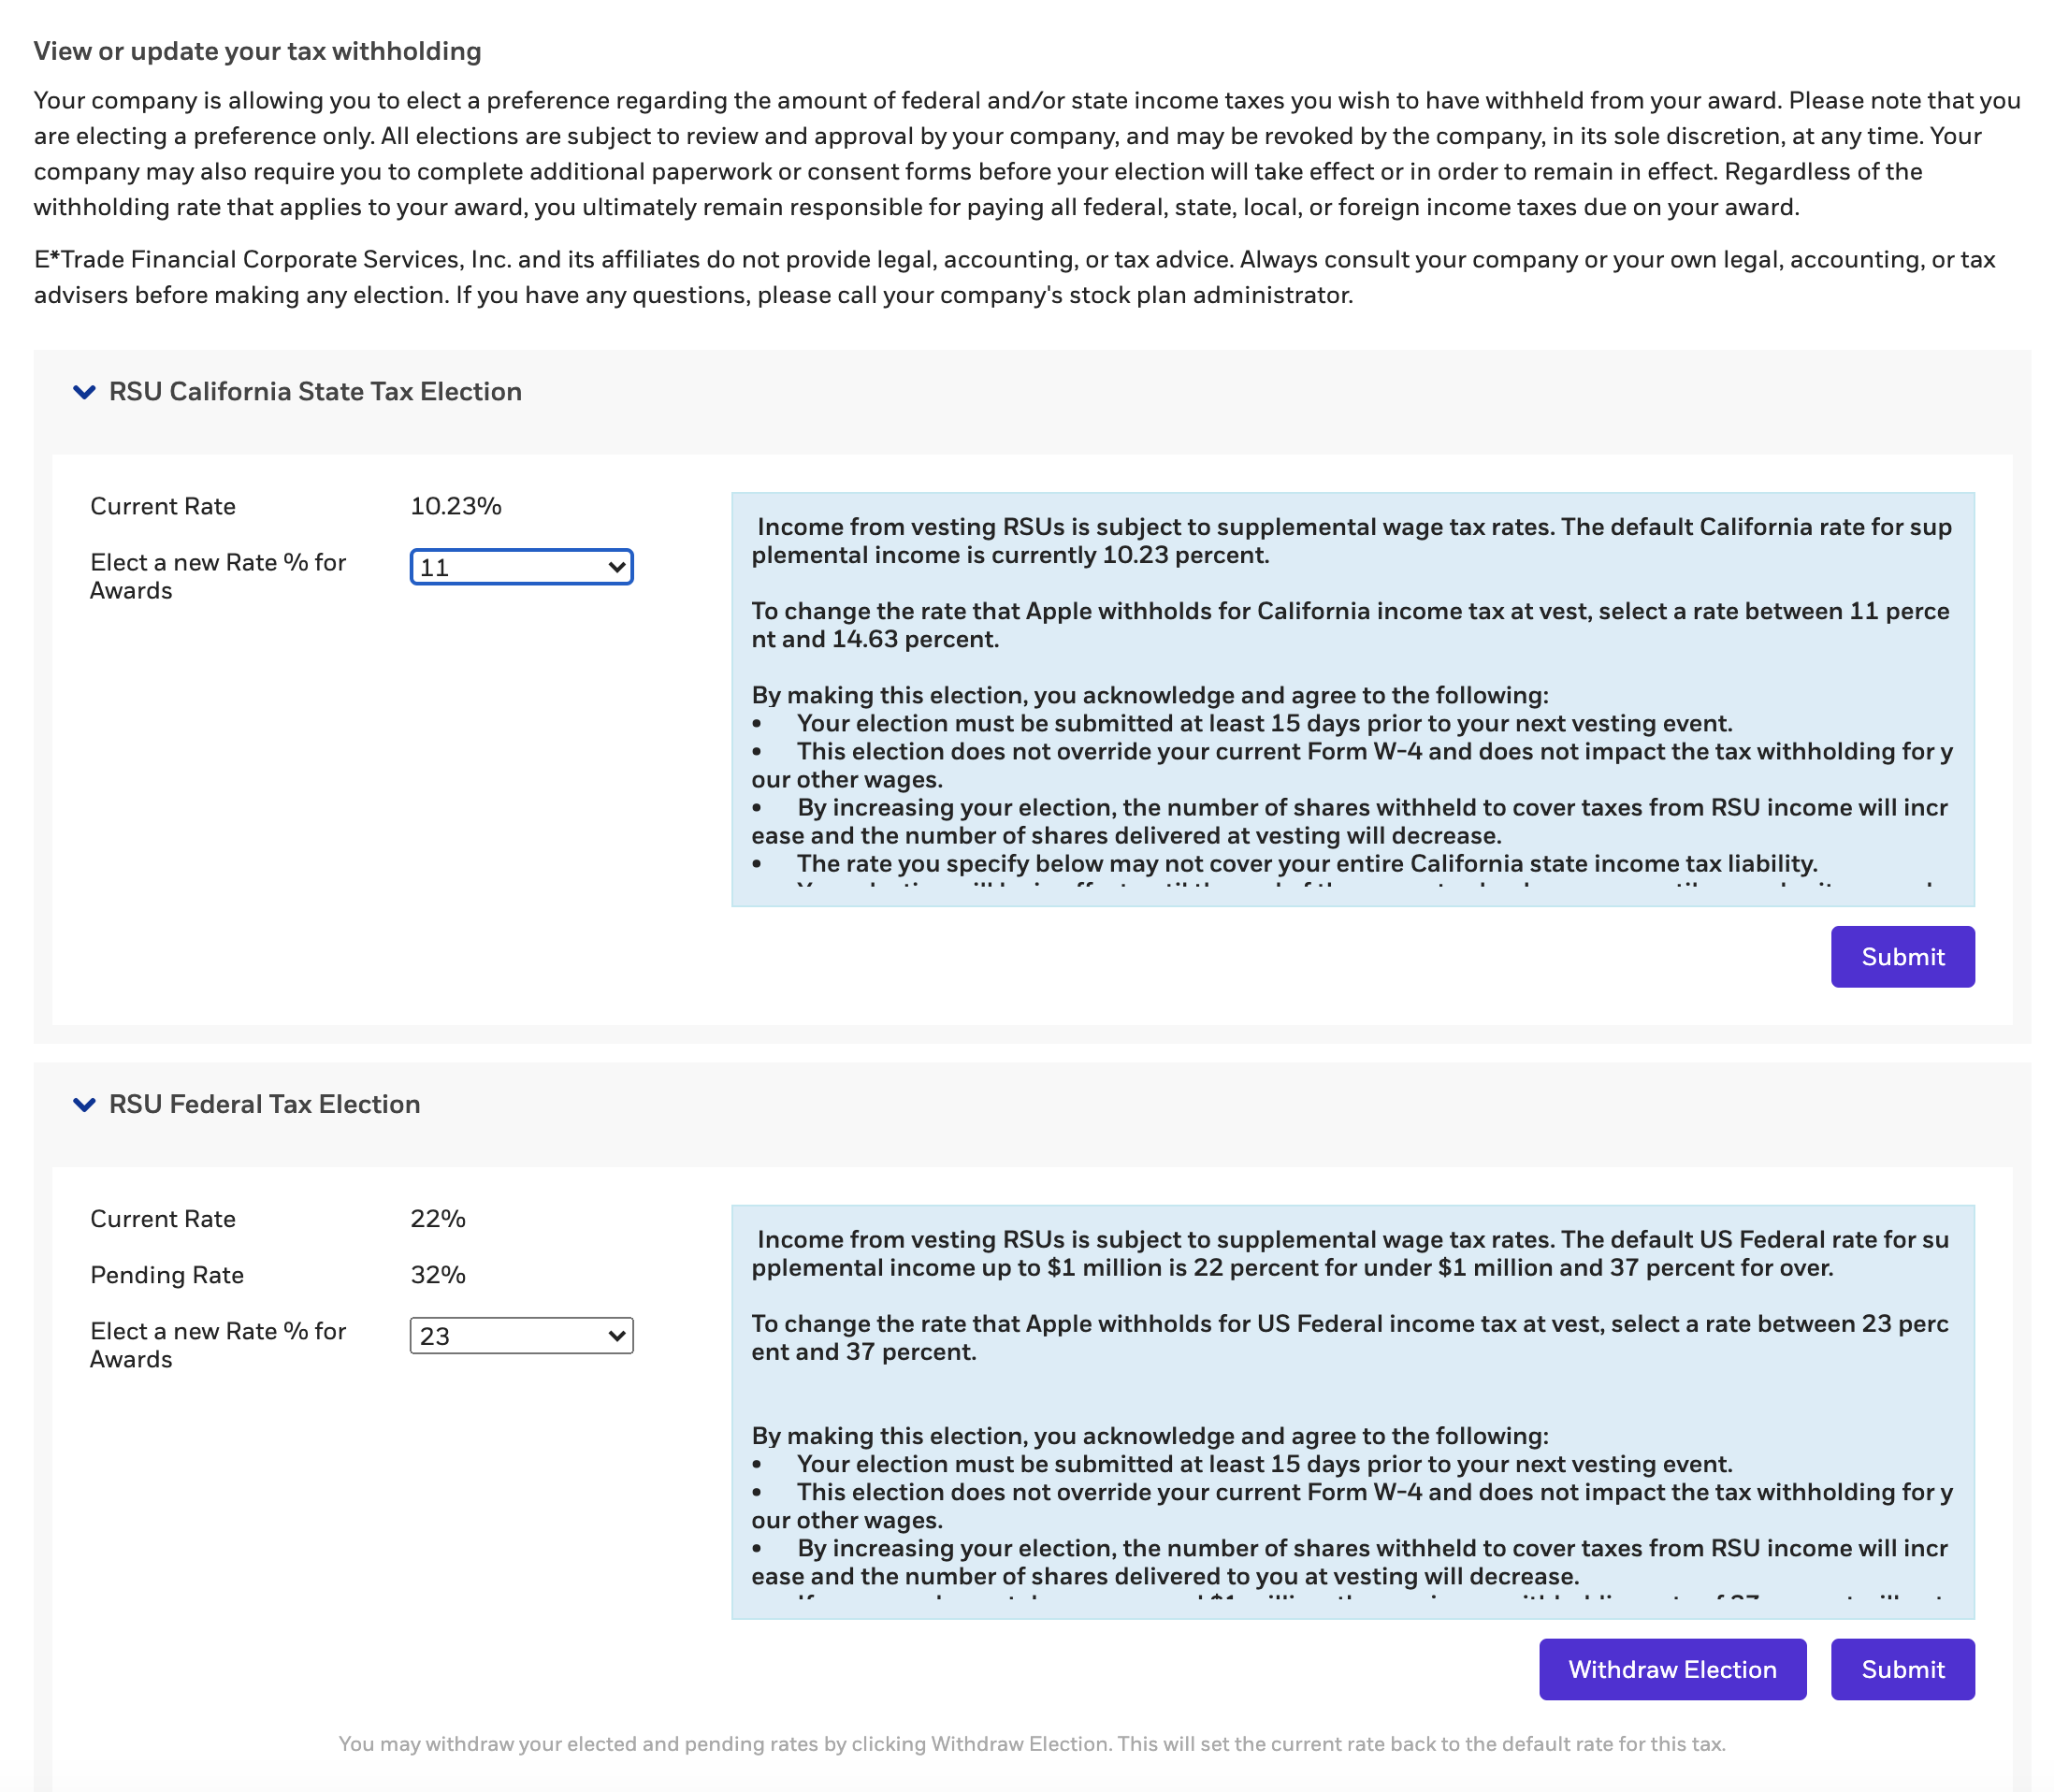 View or update your tax withholding
Your company is allowing you to elect a preference regarding the amount of federal and/or state income taxes you wish to have withheld from your award. Please note that you
are electing a preference only. All elections are subject to review and approval by your company, and may be revoked by the company, in its sole discretion, at any time. Your
company may also require you to complete additional paperwork or consent forms before your election will take effect or in order to remain in effect. Regardless of the
withholding rate that applies to your award, you ultimately remain responsible for paying all federal, state, local, or foreign income taxes due on your award.
E*Trade Financial Corporate Services, Inc. and its affiliates do not provide legal, accounting, or tax advice. Always consult your company or your own legal, accounting, or tax
advisers before making any election. If you have any questions, please call your company's stock plan administrator.
RSU California State Tax Election
Current Rate 10.23%
Elect a new Rate % for
Awards
11
Income from vesting RSUs is subject to supplemental wage tax rates. The default California rate for sup
plemental income is currently 10.23 percent.
To change the rate that Apple withholds for California income tax at vest, select a rate between 11 perce
nt and 14.63 percent.
By making this election, you acknowledge and agree to the following:
• Your election must be submitted at least 15 days prior to your next vesting event.
• This election does not override your current Form W-4 and does not impact the tax withholding for y
our other wages.
• By increasing your election, the number of shares withheld to cover taxes from RSU income will incr
ease and the number of shares delivered at vesting will decrease.
• The rate you specify below may not cover your entire California state income tax liability.
Submit
RSU Federal Tax Election
Current Rate 22%
Pending Rate 32%
Elect a new Rate % for
Awards
23
Income from vesting RSUs is subject to supplemental wage tax rates. The default US Federal rate for su
pplemental income up to $1 million is 22 percent for under $1 million and 37 percent for over.
To change the rate that Apple withholds for US Federal income tax at vest, select a rate between 23 perc
ent and 37 percent.
By making this election, you acknowledge and agree to the following:
• Your election must be submitted at least 15 days prior to your next vesting event.
• This election does not override your current Form W-4 and does not impact the tax withholding for y
our other wages.
• By increasing your election, the number of shares withheld to cover taxes from RSU income will incr
ease and the number of shares delivered to you at vesting will decrease.
Withdraw Election
Submit
You may withdraw your elected and pending rates by clicking Withdraw Election. This will set the current rate back to the default rate for this tax.